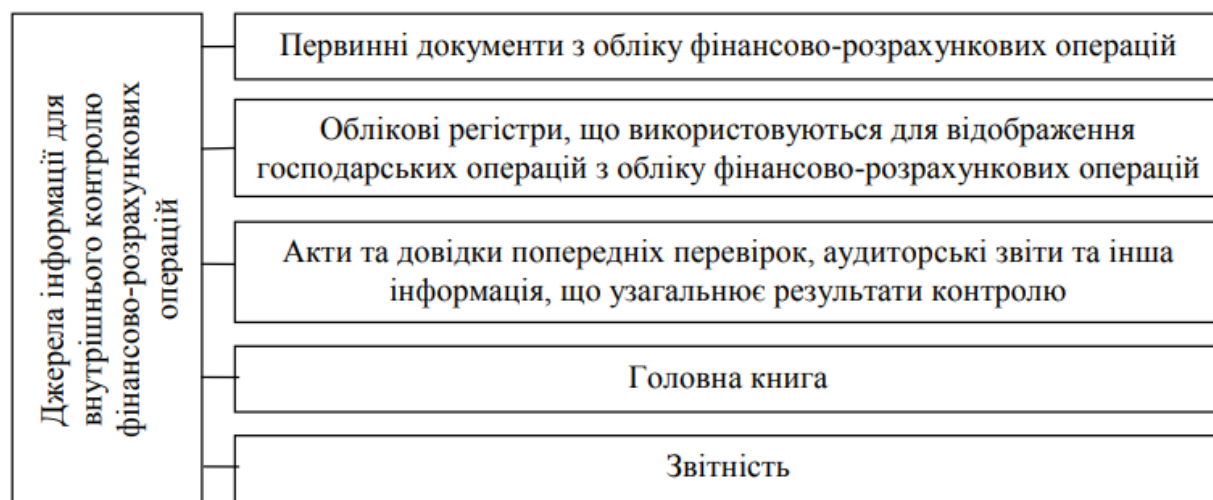 Джерела інформації для
внутрішнього контролю
фінансово-розрахункових
операцій
Первинні документи з обліку фінансово-розрахункових операцій
Облікові регістри, що використовуються для відображення
господарських операцій з обліку фінансово-розрахункових операцій
Акти та довідки попередніх перевірок, аудиторські звіти та інша
інформація, що узагальнює результати контролю
Головна книга
Звітність